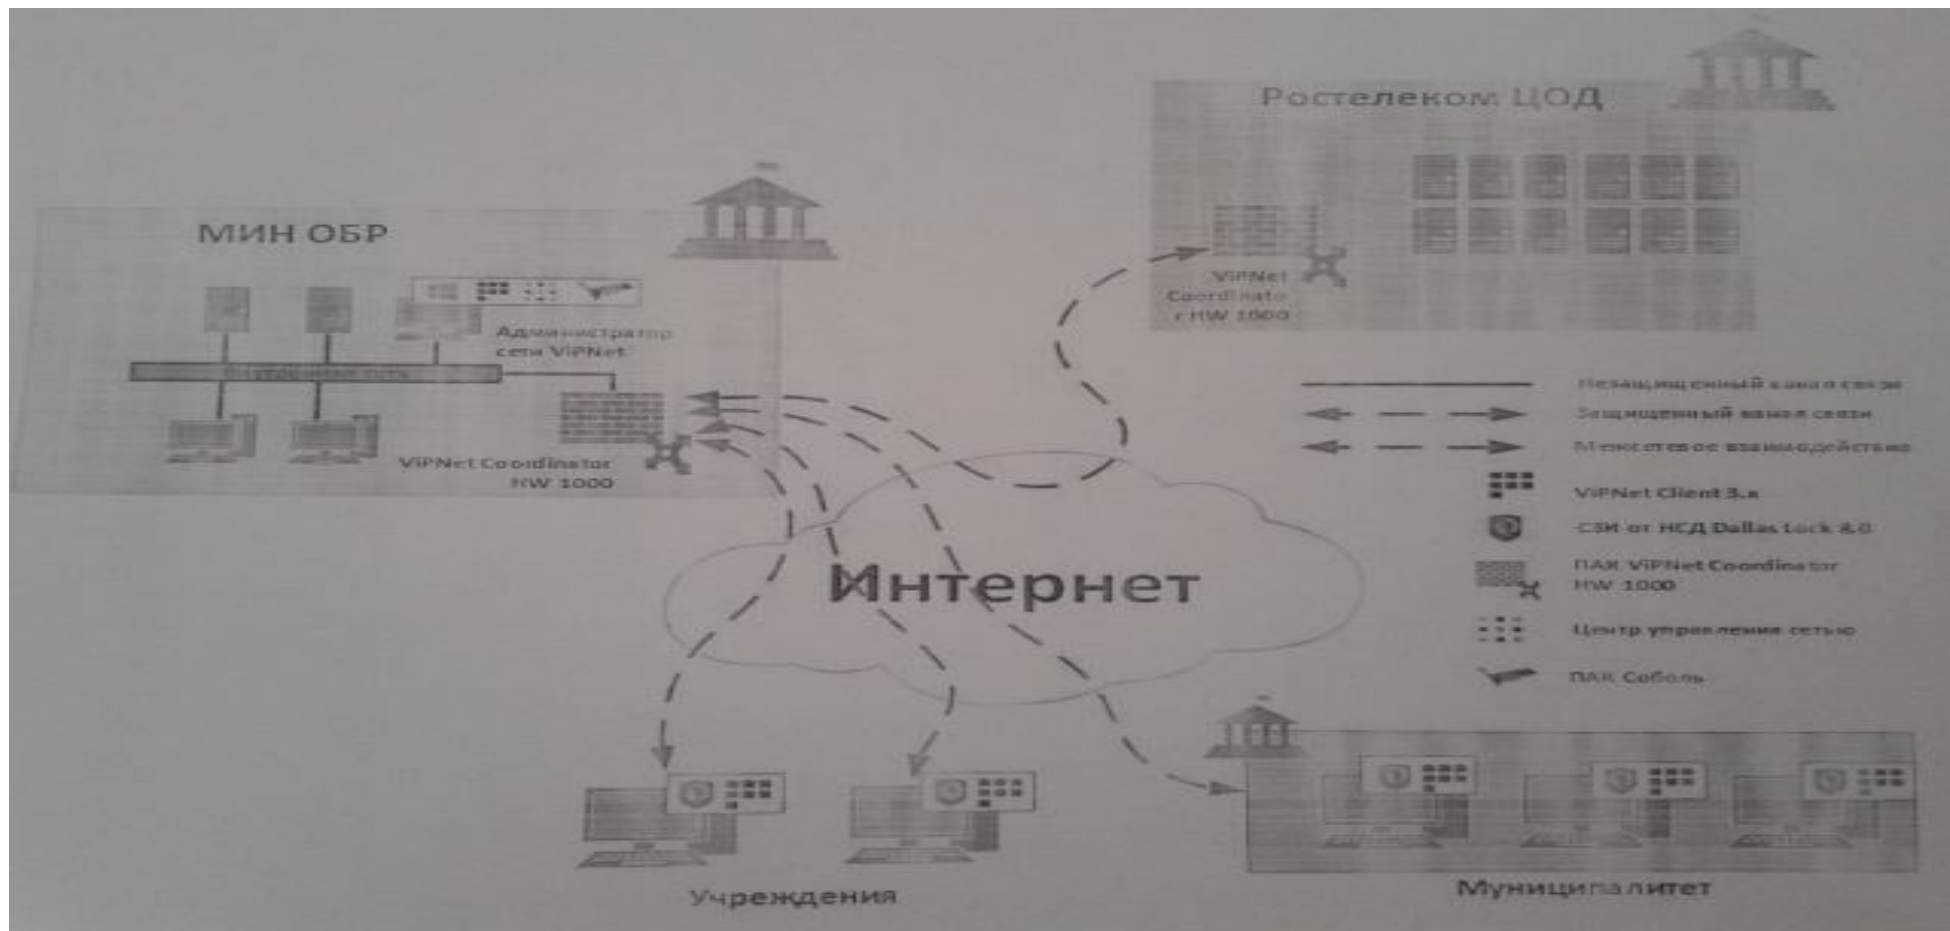 Ростелеком ЦОД
МИН ОБР
Администратор
сети ViPNet
Внутренняя сеть
ViPNet Coordinator
HW 1000
ViPNet
Coordinato
r HW 1000
Незащищенный канал связи
Защищенный канал связи
Межсетевое взаимодействие
ViPNet Client 3.x
СЗИ от НСД Dallas Lock 8.0
ПАК ViPNet Coordinator
HW 1000
Центр управления сетью
ПАК Соболь
Интернет
Учреждения
Муниципалитет